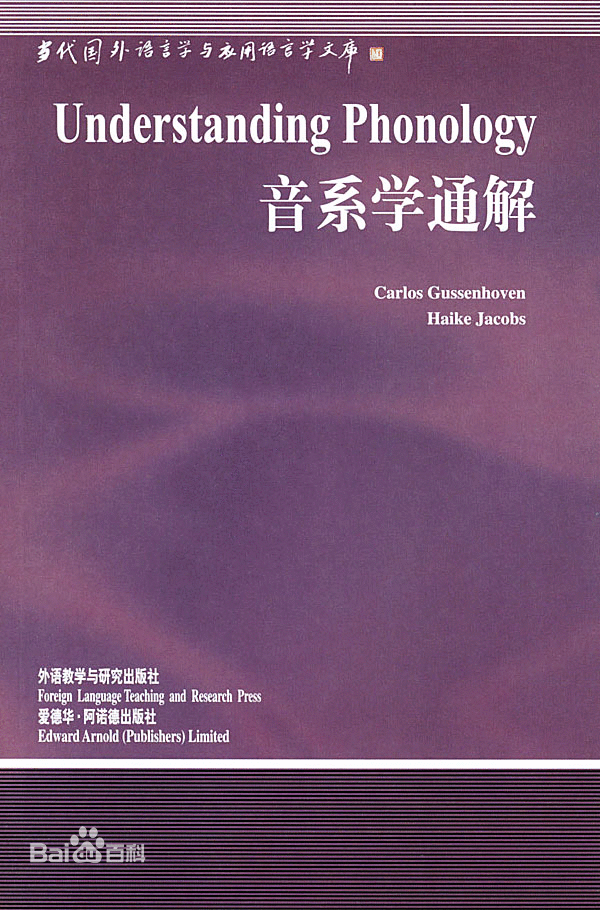 当代国外语言学与应用语言学文库
Understanding Phonology
音系学通解
Carlos Gussenhoven
Haike Jacobs
外语教学与研究出版社
Foreign Language Teaching and Research Press
爱德华·阿诺德出版社
Edward Arnold (Publishers) Limited
Bai du 百科